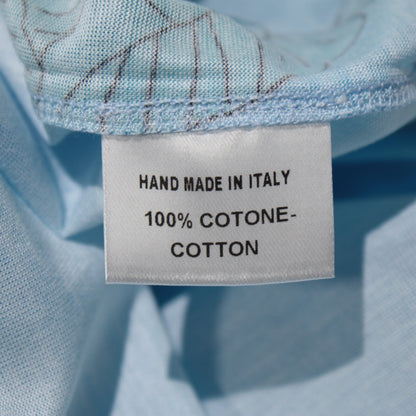 HAND MADE IN ITALY
100% COTONE-
COTTON